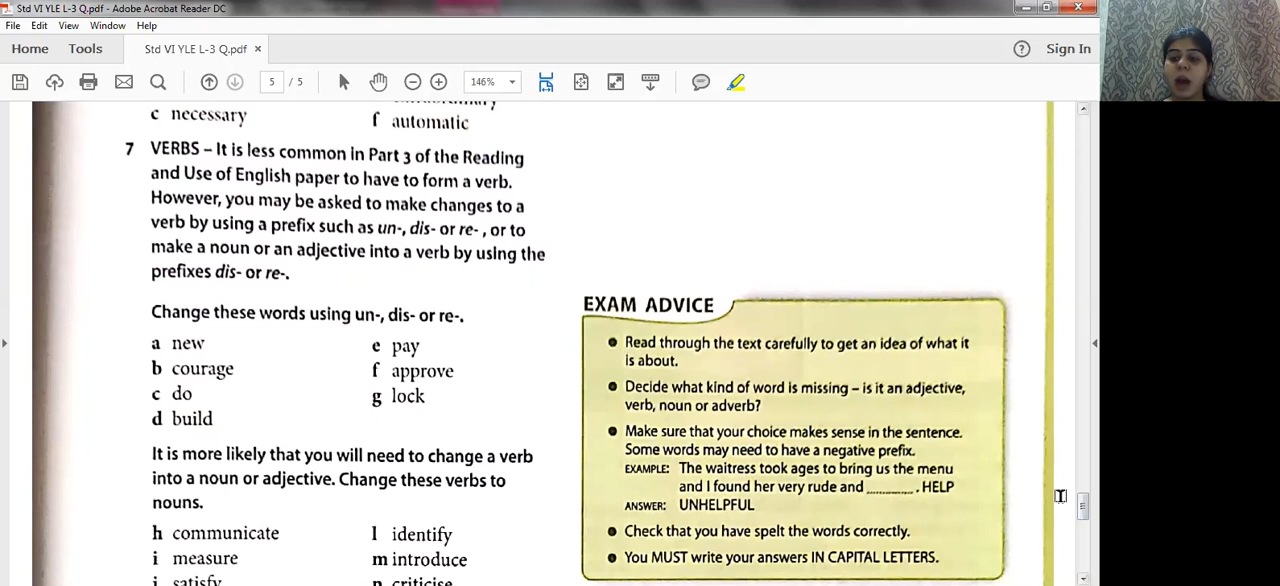 Std VI YLE L-3 Q.pdf - Adobe Acrobat Reader DC
File Edit View Window Help
Home Tools Std VI YLE L-3 Q.pdf × Sign In
5 / 5 146%
c necessary
f automatic
7 VERBS – It is less common in Part 3 of the Reading
and Use of English paper to have to form a verb.
However, you may be asked to make changes to a
verb by using a prefix such as un-, dis- or re- , or to
make a noun or an adjective into a verb by using the
prefixes dis- or re-.
Change these words using un-, dis- or re-.
a new
b courage
c do
d build
e pay
f approve
g lock
It is more likely that you will need to change a verb
into a noun or adjective. Change these verbs to
nouns.
h communicate
i measure
j satisfy
l identify
m introduce
n criticise
EXAM ADVICE
Read through the text carefully to get an idea of what it
is about.
Decide what kind of word is missing – is it an adjective,
verb, noun or adverb?
Make sure that your choice makes sense in the sentence.
Some words may need to have a negative prefix.
EXAMPLE: The waitress took ages to bring us the menu
and I found her very rude and ............ . HELP
ANSWER: UNHELPFUL
Check that you have spelt the words correctly.
You MUST write your answers IN CAPITAL LETTERS.